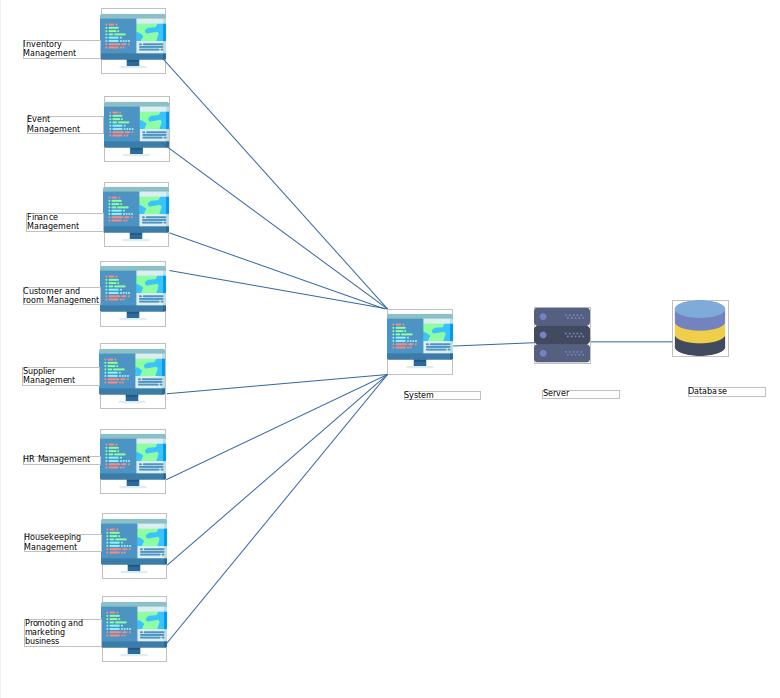 Inventory
Management
Event
Management
Finance
Management
Customer and
room Management
Supplier
Management
HR Management
Housekeeping
Management
Promoting and
marketing
business
System
Server
Database